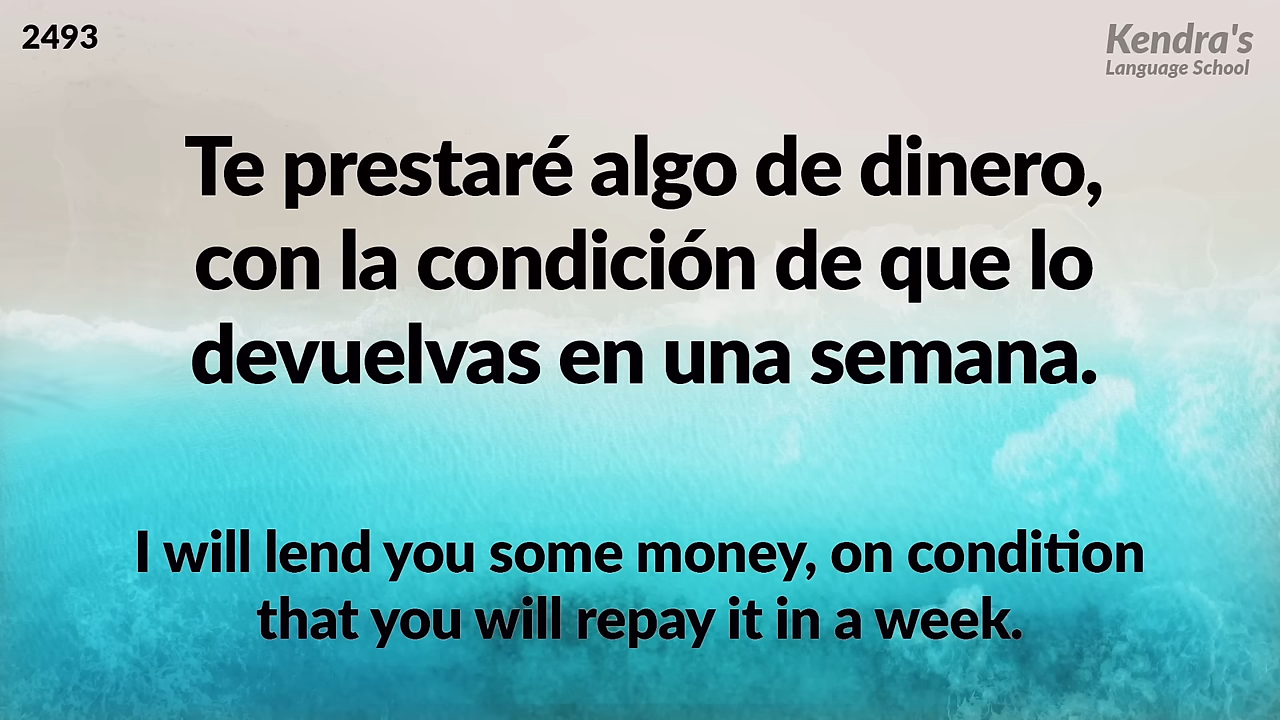 2493
Kendra's
Language School
Te prestaré algo de dinero,
con la condición de que lo
devuelvas en una semana.
I will lend you some money, on condition
that you will repay it in a week.